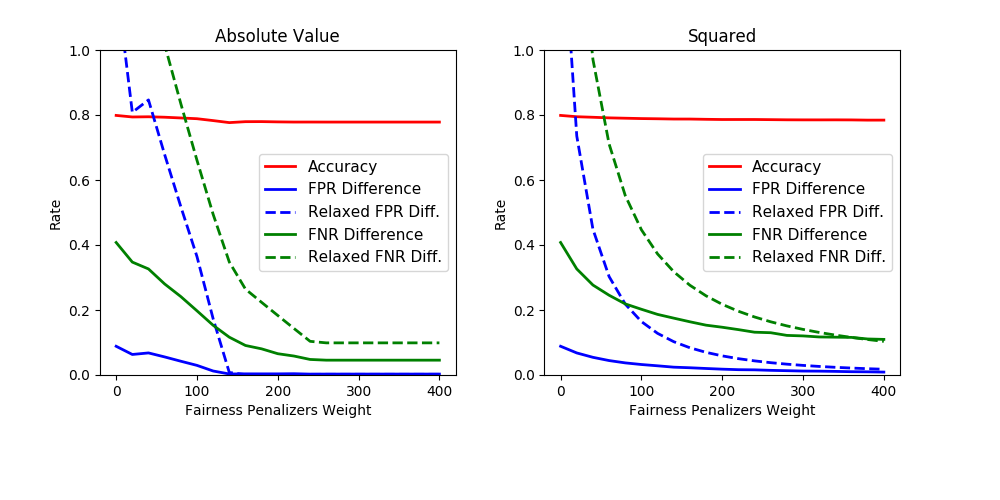 Absolute Value
1.0
0.8
0.6
0.4
0.2
0.0
Rate
0
100
200
300
400
Fairness Penalizers Weight
Accuracy
FPR Difference
Relaxed FPR Diff.
FNR Difference
Relaxed FNR Diff.
Squared
1.0
0.8
0.6
0.4
0.2
0.0
Rate
0
100
200
300
400
Fairness Penalizers Weight
Accuracy
FPR Difference
Relaxed FPR Diff.
FNR Difference
Relaxed FNR Diff.